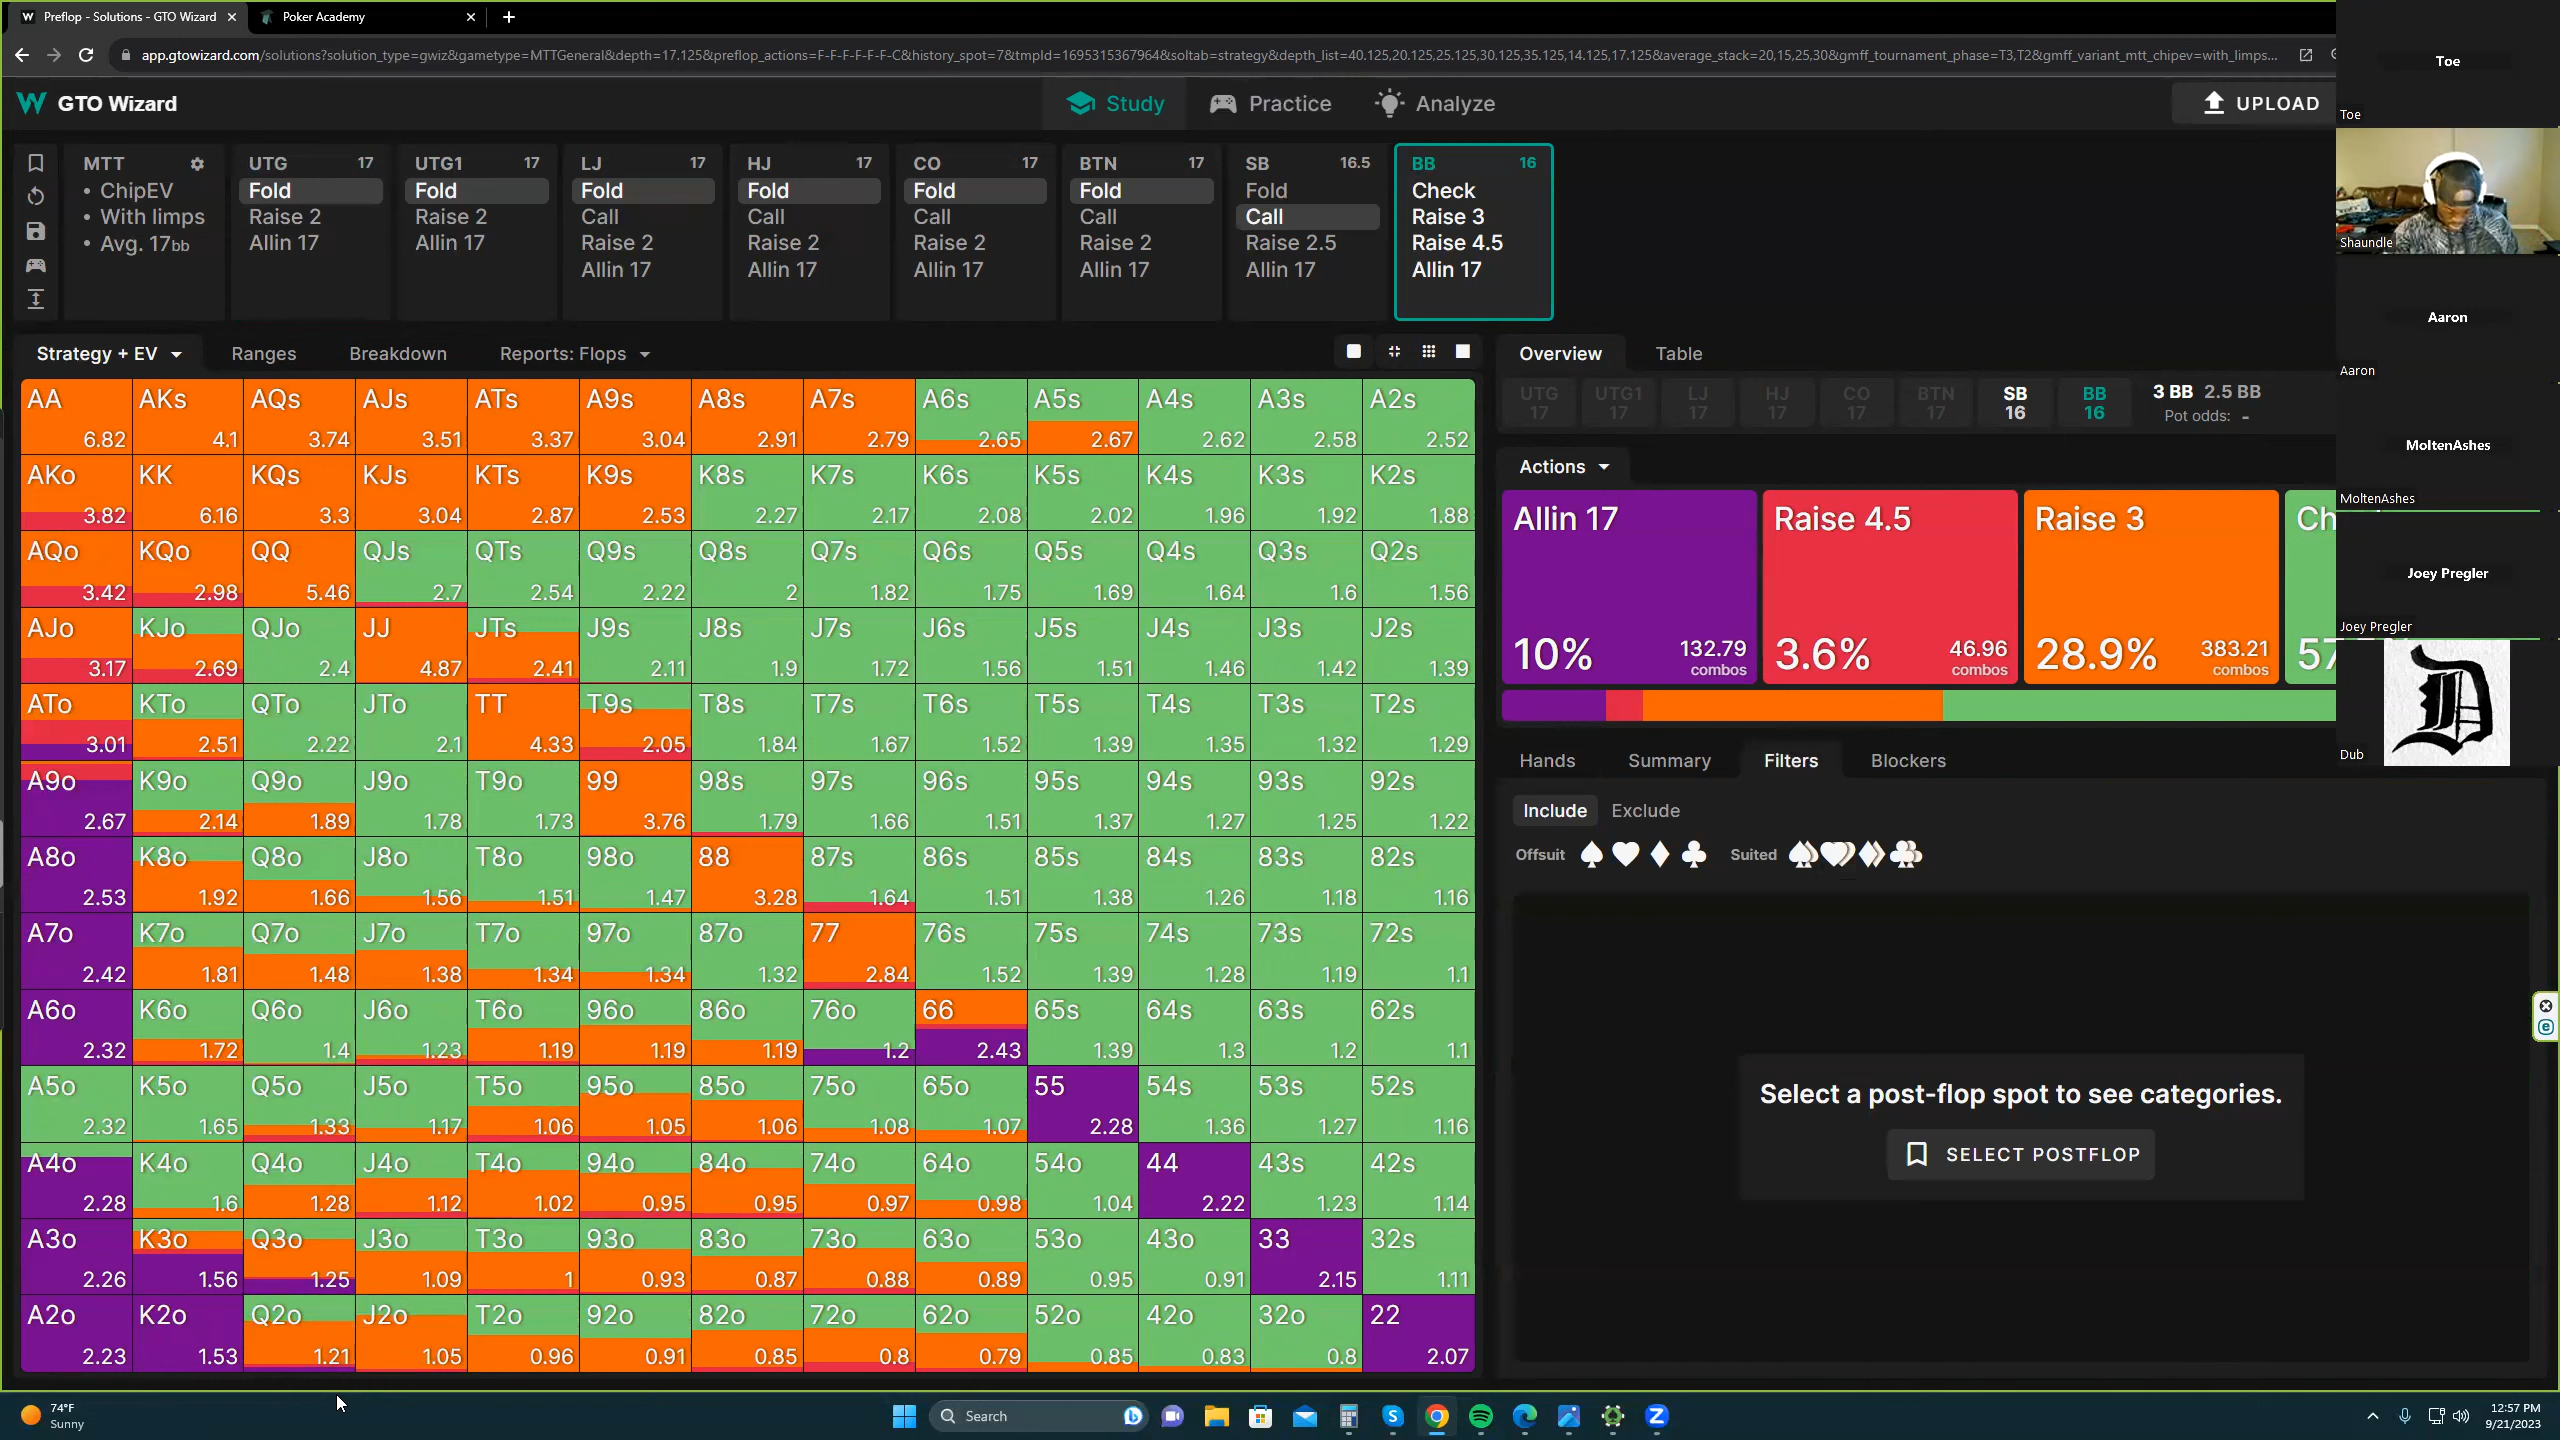 Preflop - Solutions - GTO Wizard
Poker Academy
app.gtowizard.com/solutions?solution_type=gwiz&gametype=MTTGeneral&depth=17.125&preflop_actions=F-F-F-F-F-F-C&history_spot=7&tmpId=1695315367964&soltab=strategy&depth_list=40.125,20.125,25.125,30.125,35.125,14.125,17.125&average_stack=20,15,25,30&gmff_tournament_phase=T3,T2&gmff_variant_mtt_chipev=with_limps...
GTO Wizard
Study
Practice
Analyze
UPLOAD
MTT
• ChipEV
• With limps
• Avg. 17bb
UTG 17
Fold
Raise 2
Allin 17
UTG1 17
Fold
Raise 2
Allin 17
LJ 17
Fold
Call
Raise 2
Allin 17
HJ 17
Fold
Call
Raise 2
Allin 17
CO 17
Fold
Call
Raise 2
Allin 17
BTN 17
Fold
Call
Raise 2
Allin 17
SB 16.5
Fold
Call
Raise 2.5
Allin 17
BB 16
Check
Raise 3
Raise 4.5
Allin 17
Strategy + EV
Ranges
Breakdown
Reports: Flops
AA AKs AQs AJs ATs A9s A8s A7s A6s A5s A4s A3s A2s
6.82 4.1 3.74 3.51 3.37 3.04 2.91 2.79 2.65 2.67 2.62 2.58 2.52
AKo KK KQs KJs KTs K9s K8s K7s K6s K5s K4s K3s K2s
3.82 6.16 3.3 3.04 2.87 2.53 2.27 2.17 2.08 2.02 1.96 1.92 1.88
AQo KQo QQ QJs QTs Q9s Q8s Q7s Q6s Q5s Q4s Q3s Q2s
3.42 2.98 5.46 2.7 2.54 2.22 2 1.82 1.75 1.69 1.64 1.6 1.56
AJo KJo QJo JJ JTs J9s J8s J7s J6s J5s J4s J3s J2s
3.17 2.69 2.4 4.87 2.41 2.11 1.9 1.72 1.56 1.51 1.46 1.42 1.39
ATo KTo QTo JTo TT T9s T8s T7s T6s T5s T4s T3s T2s
3.01 2.51 2.22 2.1 4.33 2.05 1.84 1.67 1.52 1.39 1.35 1.32 1.29
A9o K9o Q9o J9o T9o 99 98s 97s 96s 95s 94s 93s 92s
2.67 2.14 1.89 1.78 1.73 3.76 1.79 1.66 1.51 1.37 1.27 1.25 1.22
A8o K8o Q8o J8o T8o 98o 88 87s 86s 85s 84s 83s 82s
2.53 1.92 1.66 1.56 1.51 1.47 3.28 1.64 1.51 1.38 1.26 1.18 1.16
A7o K7o Q7o J7o T7o 97o 87o 77 76s 75s 74s 73s 72s
2.42 1.81 1.48 1.38 1.34 1.34 1.32 2.84 1.52 1.39 1.28 1.19 1.1
A6o K6o Q6o J6o T6o 96o 86o 76o 66 65s 64s 63s 62s
2.32 1.72 1.4 1.23 1.19 1.19 1.19 1.2 2.43 1.39 1.3 1.2 1.1
A5o K5o Q5o J5o T5o 95o 85o 75o 65o 55 54s 53s 52s
2.32 1.65 1.33 1.17 1.06 1.05 1.06 1.08 1.07 2.28 1.36 1.27 1.16
A4o K4o Q4o J4o T4o 94o 84o 74o 64o 54o 44 43s 42s
2.28 1.6 1.28 1.12 1.02 0.95 0.95 0.97 0.98 1.04 2.22 1.23 1.14
A3o K3o Q3o J3o T3o 93o 83o 73o 63o 53o 43o 33 32s
2.26 1.56 1.25 1.09 1 0.93 0.87 0.88 0.89 0.95 0.91 2.15 1.11
A2o K2o Q2o J2o T2o 92o 82o 72o 62o 52o 42o 32o 22
2.23 1.53 1.21 1.05 0.96 0.91 0.85 0.8 0.79 0.85 0.83 0.8 2.07
Overview
Table
UTG UTG1 LJ HJ CO BTN SB BB
17 17 17 17 17 17 16 16
3 BB 2.5 BB
Pot odds: -
Actions
Allin 17
10% 132.79 combos
Raise 4.5
3.6% 46.96 combos
Raise 3
28.9% 383.21 combos
Ch
57
Hands
Summary
Filters
Blockers
Include
Exclude
Offsuit
Suited
Select a post-flop spot to see categories.
SELECT POSTFLOP
Toe
Toe
Shaundle
Aaron
Aaron
MoltenAshes
MoltenAshes
Joey Pregler
Joey Pregler
D
Dub
74°F
Sunny
Search
12:57 PM
9/21/2023